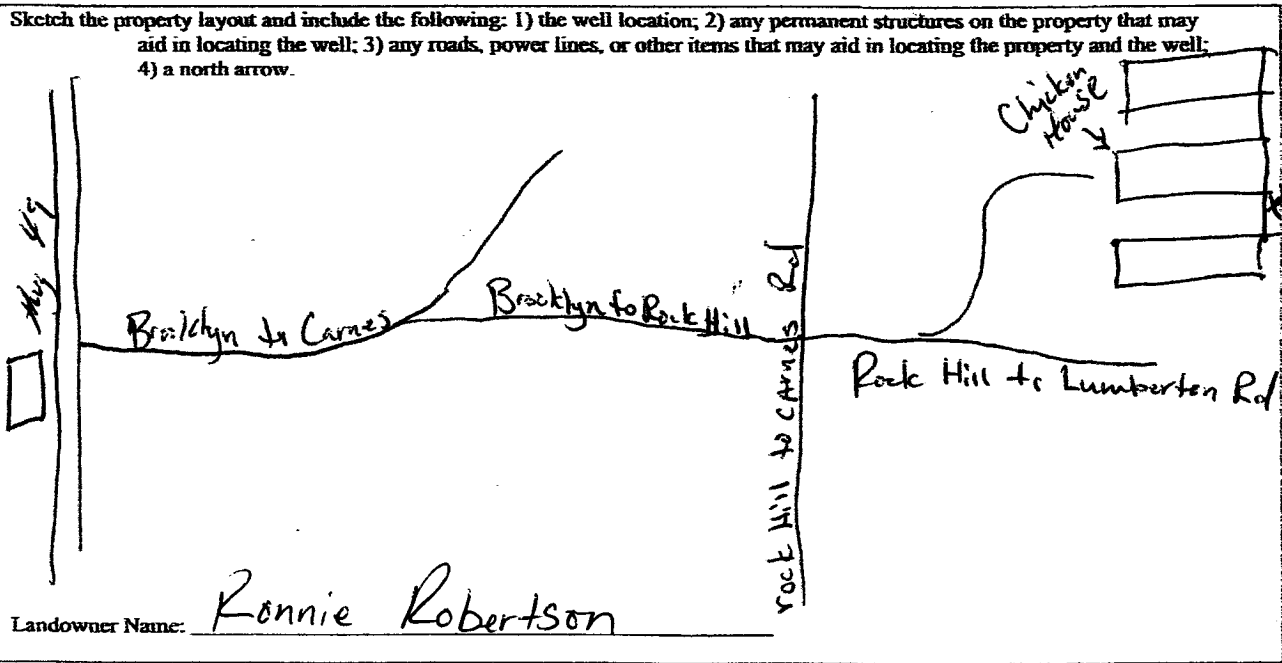 Sketch the property layout and include the following: 1) the well location; 2) any permanent structures on the property that may
aid in locating the well; 3) any roads, power lines, or other items that may aid in locating the property and the well;
4) a north arrow.
Chicken
House
Hwy 49
Brooklyn to Carnes
Brooklyn to Rock Hill
rock Hill to CArnes Rd
Rock Hill to Lumberton Rd
x
Landowner Name: Ronnie Robertson